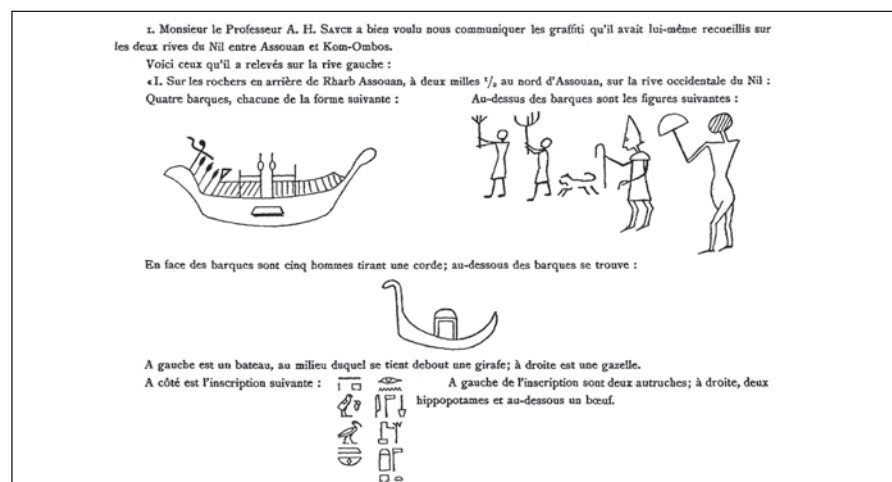 1. Monsieur le Professeur A. H. SAYCE a bien voulu nous communiquer les graffiti qu'il avait lui-même recueillis sur
les deux rives du Nil entre Assouan et Kom-Ombos.
Voici ceux qu'il a relevés sur la rive gauche :
«I. Sur les rochers en arrière de Rharb Assouan, à deux milles 1/2 au nord d'Assouan, sur la rive occidentale du Nil :
Quatre barques, chacune de la forme suivante :
Au-dessus des barques sont les figures suivantes :
En face des barques sont cinq hommes tirant une corde; au-dessous des barques se trouve :
A gauche est un bateau, au milieu duquel se tient debout une girafe; à droite est une gazelle.
A côté est l'inscription suivante :
A gauche de l'inscription sont deux autruches; à droite, deux
hippopotames et au-dessous un bœuf.